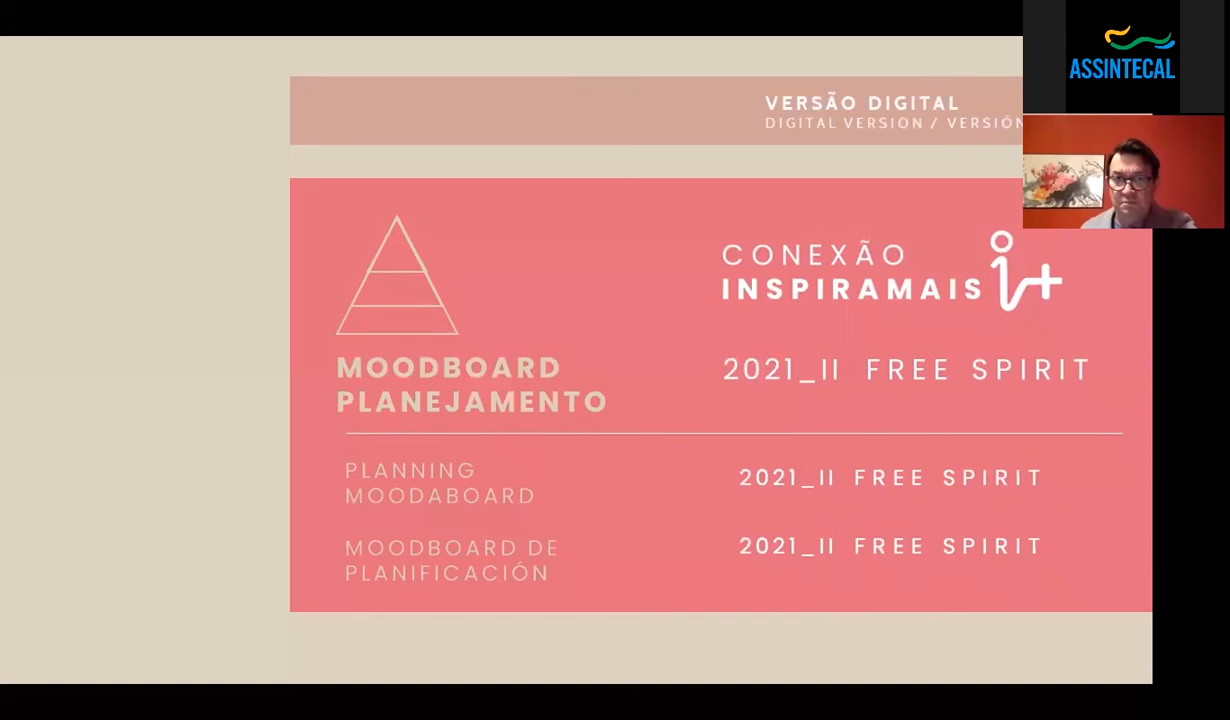 ASSINTECAL
VERSÃO DIGITAL
DIGITAL VERSION / VERSIÓN
CONEXÃO
INSPIRAMAIS i+
MOODBOARD
PLANEJAMENTO
2021_II FREE SPIRIT
PLANNING
MOODABOARD
2021_II FREE SPIRIT
MOODBOARD DE
PLANIFICACIÓN
2021_II FREE SPIRIT